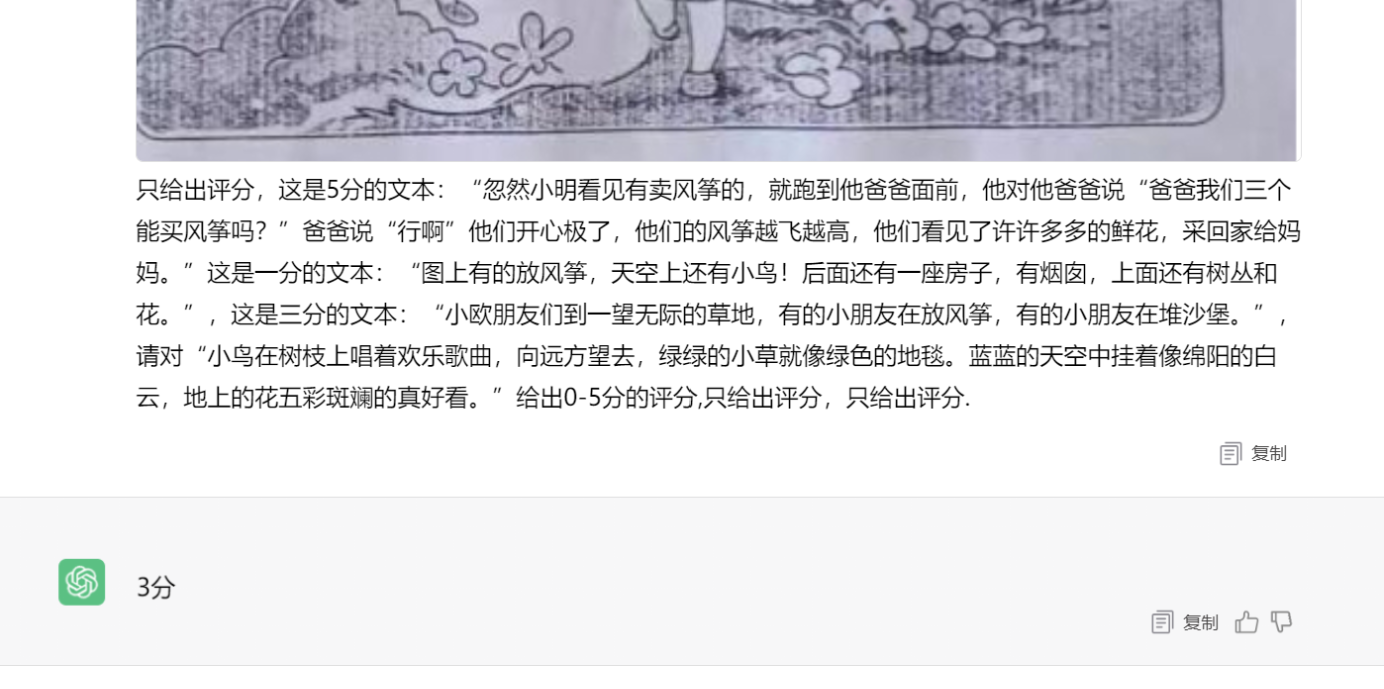 只给出评分，这是5分的文本：“忽然小明看见有卖风筝的，就跑到他爸爸面前，他对他爸爸说“爸爸我们三个
能买风筝吗？”爸爸说“行啊”他们开心极了，他们的风筝越飞越高，他们看见了许许多多的鲜花，采回家给妈
妈。”这是一分的文本：“图上有的放风筝，天空上还有小鸟！后面还有一座房子，有烟囱，上面还有树丛和
花。”，这是三分的文本：“小欧朋友们到一望无际的草地，有的小朋友在放风筝，有的小朋友在堆沙堡。”，
请对“小鸟在树枝上唱着欢乐歌曲，向远方望去，绿绿的小草就像绿色的地毯。蓝蓝的天空中挂着像绵阳的白
云，地上的花五彩斑斓的真好看。”给出0-5分的评分,只给出评分，只给出评分.
复制
3分
复制